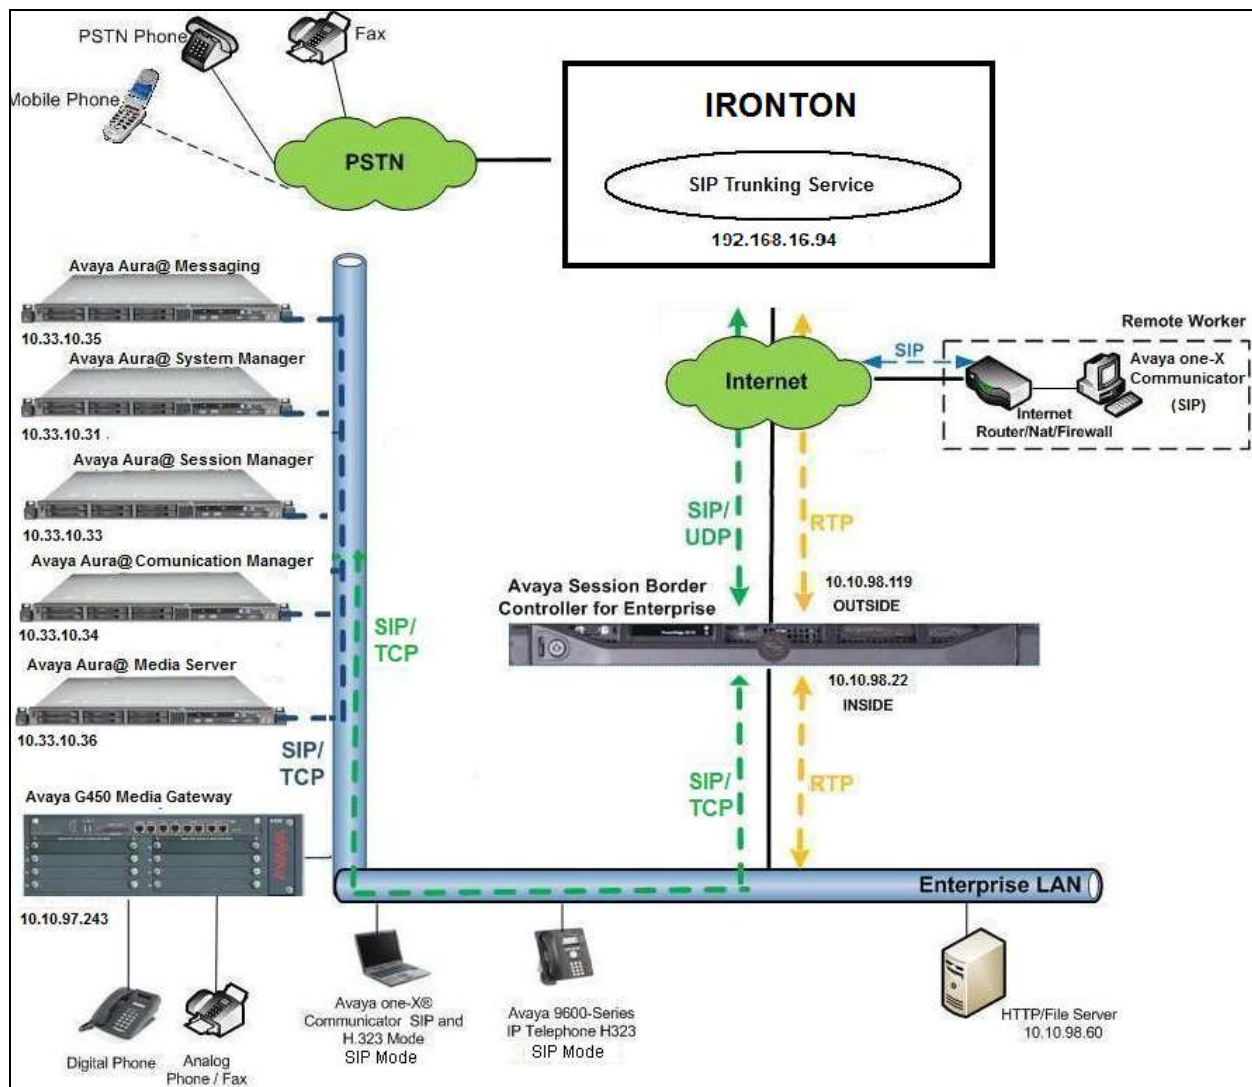 PSTN Phone
Fax
Mobile Phone
PSTN
IRONTON
SIP Trunking Service
192.168.16.94
Avaya Aura@ Messaging
10.33.10.35
Avaya Aura@ System Manager
10.33.10.31
Avaya Aura@ Session Manager
10.33.10.33
Avaya Aura@ Comunication Manager
10.33.10.34
Avaya Aura@ Media Server
10.33.10.36
SIP/
TCP
SIP/
TCP
Avaya G450 Media Gateway
AVAYA
10.10.97.243
Digital Phone
Analog
Phone / Fax
Internet
SIP
Remote Worker
Avaya one-X
Communicator
(SIP)
Internet
Router/Nat/Firewall
SIP/
UDP
RTP
Avaya Session Border
Controller for Enterprise
10.10.98.119
OUTSIDE
10.10.98.22
INSIDE
SIP/
TCP
RTP
Enterprise LAN
Avaya one-X®
Communicator SIP and
H.323 Mode
SIP Mode
Avaya 9600-Series
IP Telephone H323
SIP Mode
HTTP/File Server
10.10.98.60